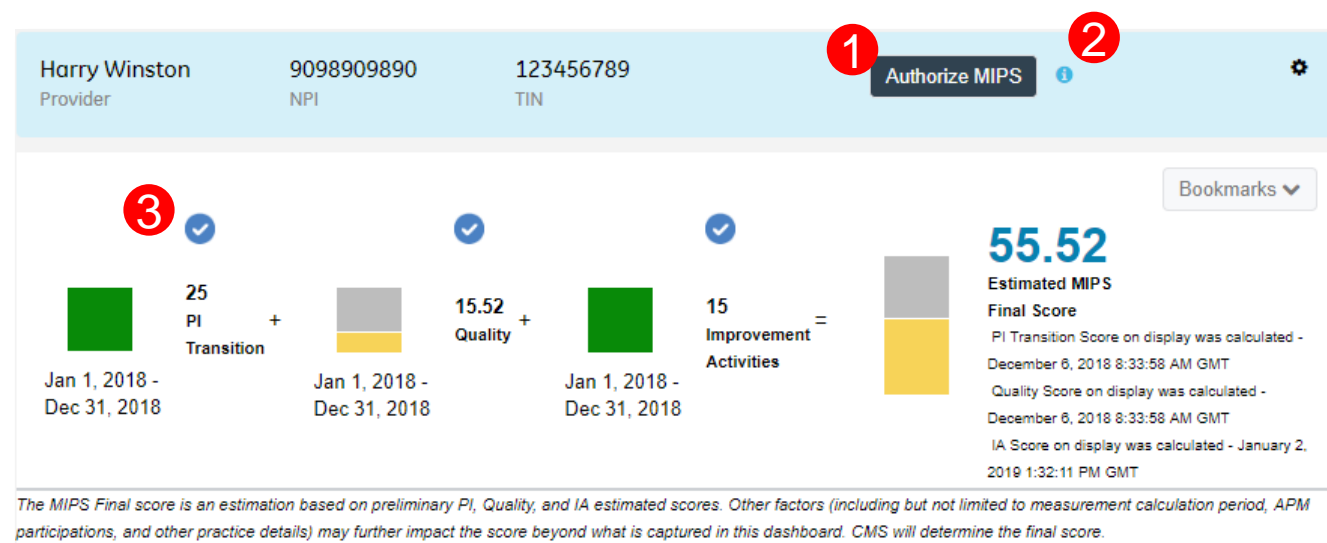 1
2
Harry Winston
Provider
9098909890
NPI
123456789
TIN
Authorize MIPS
Bookmarks
3
25
PI
Transition
Jan 1, 2018 -
Dec 31, 2018
+
15.52
Quality
Jan 1, 2018 -
Dec 31, 2018
+
15
Improvement
Activities
Jan 1, 2018 -
Dec 31, 2018
=
55.52
Estimated MIPS
Final Score
PI Transition Score on display was calculated -
December 6, 2018 8:33:58 AM GMT
Quality Score on display was calculated -
December 6, 2018 8:33:58 AM GMT
IA Score on display was calculated - January 2,
2019 1:32:11 PM GMT
The MIPS Final score is an estimation based on preliminary PI, Quality, and IA estimated scores. Other factors (including but not limited to measurement calculation period, APM
participations, and other practice details) may further impact the score beyond what is captured in this dashboard. CMS will determine the final score.